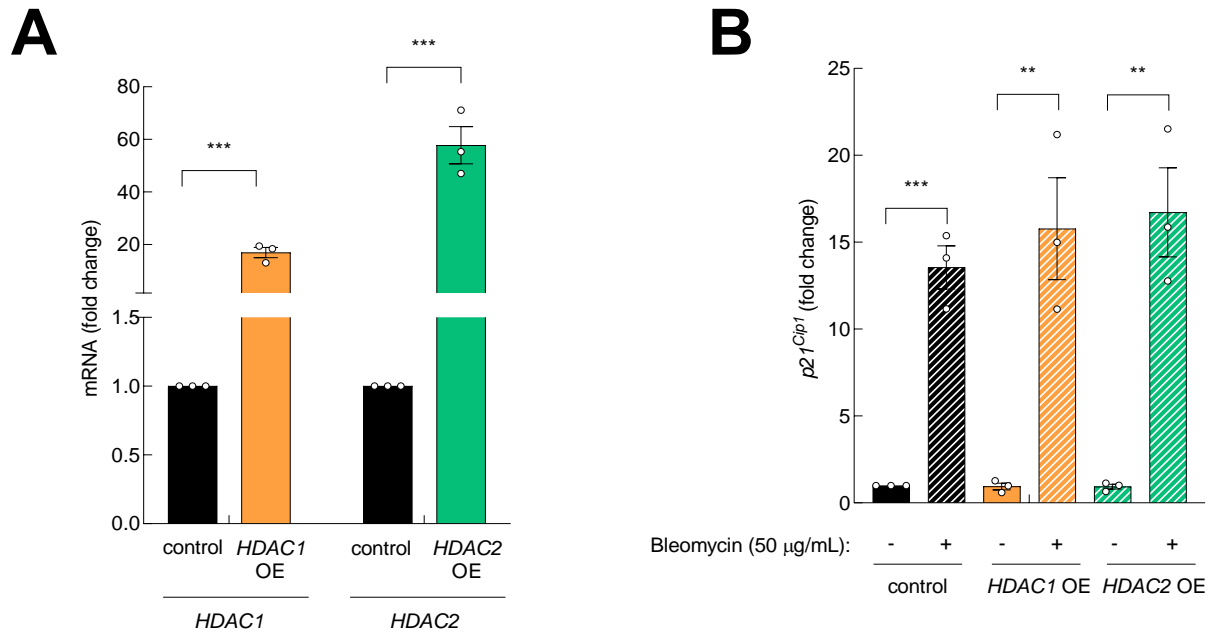 A
mRNA (fold change)
80
60
40
20
1.5
1.0
0.5
0.0
***
***
control
HDAC1
OE
control
HDAC2
OE
HDAC1
HDAC2
B
p21Cip1 (fold change)
25
20
15
10
5
0
***
**
**
Bleomycin (50 μg/mL): - + - + - +
control HDAC1 OE HDAC2 OE